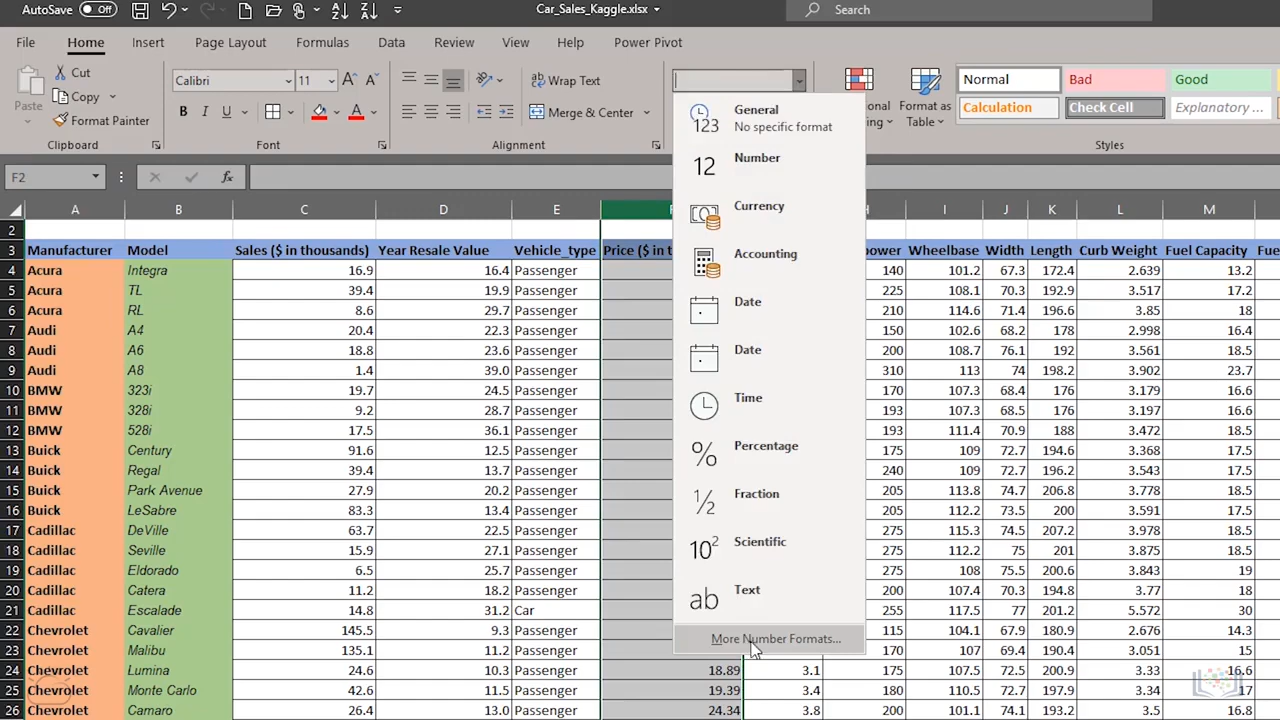 AutoSave Off Car_Sales_Kaggle.xlsx Search
File Home Insert Page Layout Formulas Data Review View Help Power Pivot
Cut
Copy
Format Painter
Paste
Clipboard
Calibri 11
B I U
Font
Wrap Text
Merge & Center
Alignment
Format as Table
Normal Bad Good
Calculation Check Cell Explanatory ...
Styles
F2 fx
General
No specific format
Number
Currency
Accounting
Date
Date
Time
Percentage
Fraction
Scientific
Text
More Number Formats...
A B C D E I J K L M
2
3 Manufacturer Model Sales ($ in thousands) Year Resale Value Vehicle_type Price ($ in Wheelbase Width Length Curb Weight Fuel Capacity
4 Acura Integra 16.9 16.4 Passenger 140 101.2 67.3 172.4 2.639 13.2
5 Acura TL 39.4 19.9 Passenger 225 108.1 70.3 192.9 3.517 17.2
6 Acura RL 8.6 29.7 Passenger 210 114.6 71.4 196.6 3.85 18
7 Audi A4 20.4 22.3 Passenger 150 102.6 68.2 178 2.998 16.4
8 Audi A6 18.8 23.6 Passenger 200 108.7 76.1 192 3.561 18.5
9 Audi A8 1.4 39.0 Passenger 310 113 74 198.2 3.902 23.7
10 BMW 323i 19.7 24.5 Passenger 170 107.3 68.4 176 3.179 16.6
11 BMW 328i 9.2 28.7 Passenger 193 107.3 68.5 176 3.197 16.6
12 BMW 528i 17.5 36.1 Passenger 193 111.4 70.9 188 3.472 18.5
13 Buick Century 91.6 12.5 Passenger 175 109 72.7 194.6 3.368 17.5
14 Buick Regal 39.4 13.7 Passenger 240 109 72.7 196.2 3.543 17.5
15 Buick Park Avenue 27.9 20.2 Passenger 205 113.8 74.7 206.8 3.778 18.5
16 Buick LeSabre 83.3 13.4 Passenger 205 112.2 73.5 200 3.591 17.5
17 Cadillac DeVille 63.7 22.5 Passenger 275 115.3 74.5 207.2 3.978 18.5
18 Cadillac Seville 15.9 27.1 Passenger 275 112.2 75 201 3.875 18.5
19 Cadillac Eldorado 6.5 25.7 Passenger 275 108 75.5 200.6 3.843 19
20 Cadillac Catera 11.2 18.2 Passenger 200 107.4 70.3 194.8 3.77 18
21 Cadillac Escalade 14.8 31.2 Car 255 117.5 77 201.2 5.572 30
22 Chevrolet Cavalier 145.5 9.3 Passenger 115 104.1 67.9 180.9 2.676 14.3
23 Chevrolet Malibu 135.1 11.2 Passenger 170 107 69.4 190.4 3.051 15
24 Chevrolet Lumina 24.6 10.3 Passenger 18.89 3.1 175 107.5 72.5 200.9 3.33 16.6
25 Chevrolet Monte Carlo 42.6 11.5 Passenger 19.39 3.4 180 110.5 72.7 197.9 3.34 17
26 Chevrolet Camaro 26.4 13.0 Passenger 24.34 3.8 200 101.1 74.1 193.2 3.5 16.8